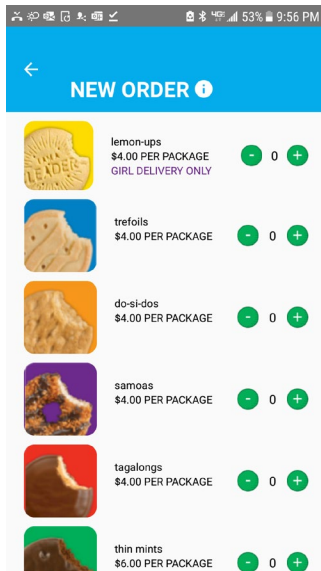 4G 53% 9:56 PM
NEW ORDER i
LEADER
lemon-ups
$4.00 PER PACKAGE
GIRL DELIVERY ONLY
- 0 +
trefoils
$4.00 PER PACKAGE
- 0 +
do-si-dos
$4.00 PER PACKAGE
- 0 +
samoas
$4.00 PER PACKAGE
- 0 +
tagalongs
$4.00 PER PACKAGE
- 0 +
thin mints
$6.00 PER PACKAGE
- 0 +